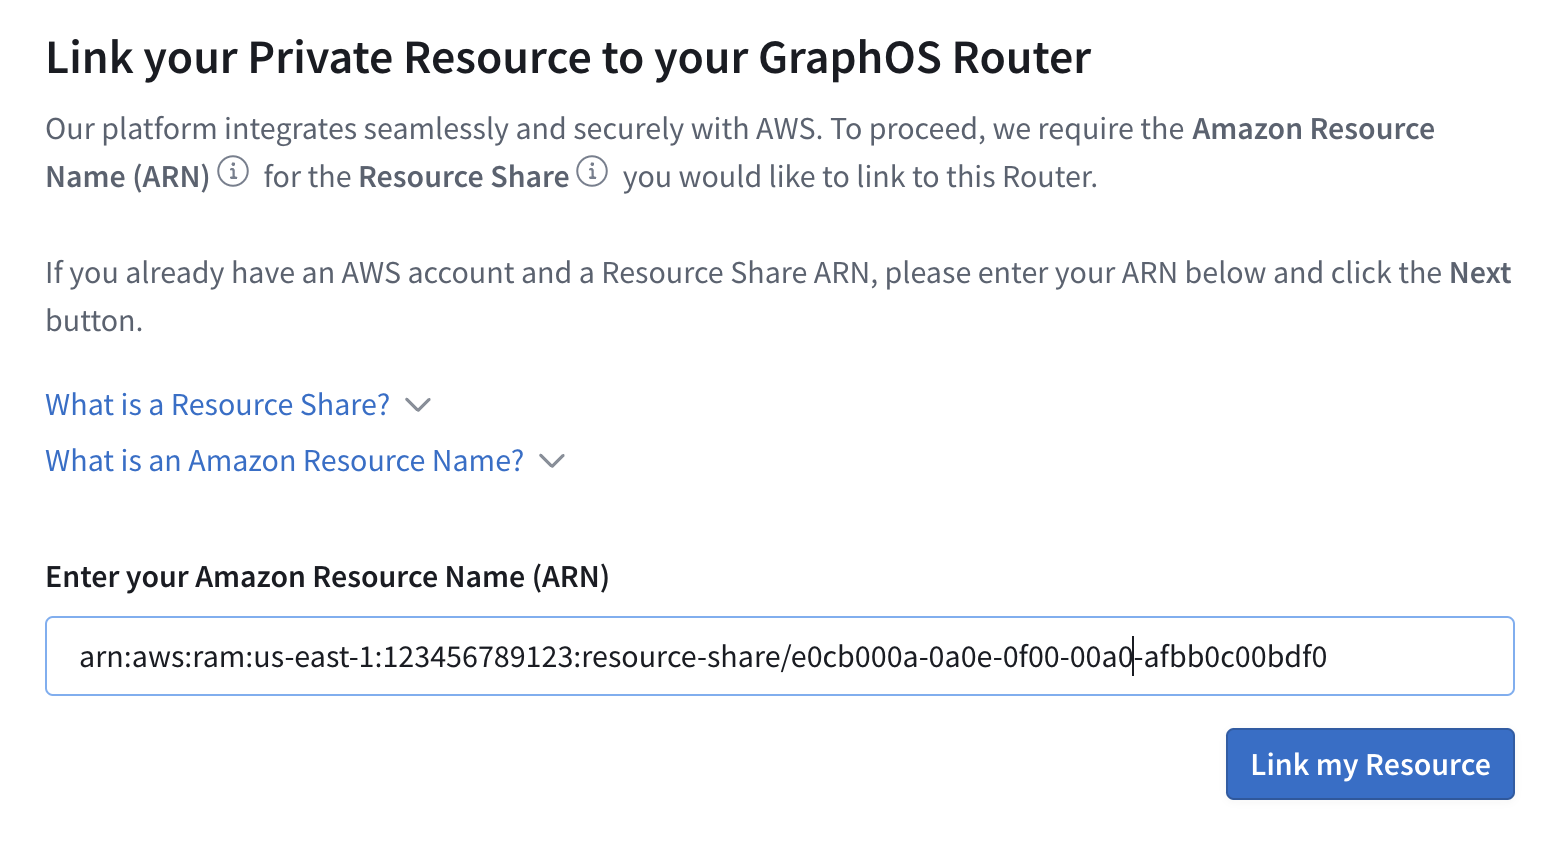 Link your Private Resource to your GraphOS Router
Our platform integrates seamlessly and securely with AWS. To proceed, we require the Amazon Resource
Name (ARN) for the Resource Share you would like to link to this Router.
If you already have an AWS account and a Resource Share ARN, please enter your ARN below and click the Next
button.
What is a Resource Share?
What is an Amazon Resource Name?
Enter your Amazon Resource Name (ARN)
arn:aws:ram:us-east-1:123456789123:resource-share/e0cb000a-0a0e-0f00-00a0-afbb0c00bdf0
Link my Resource